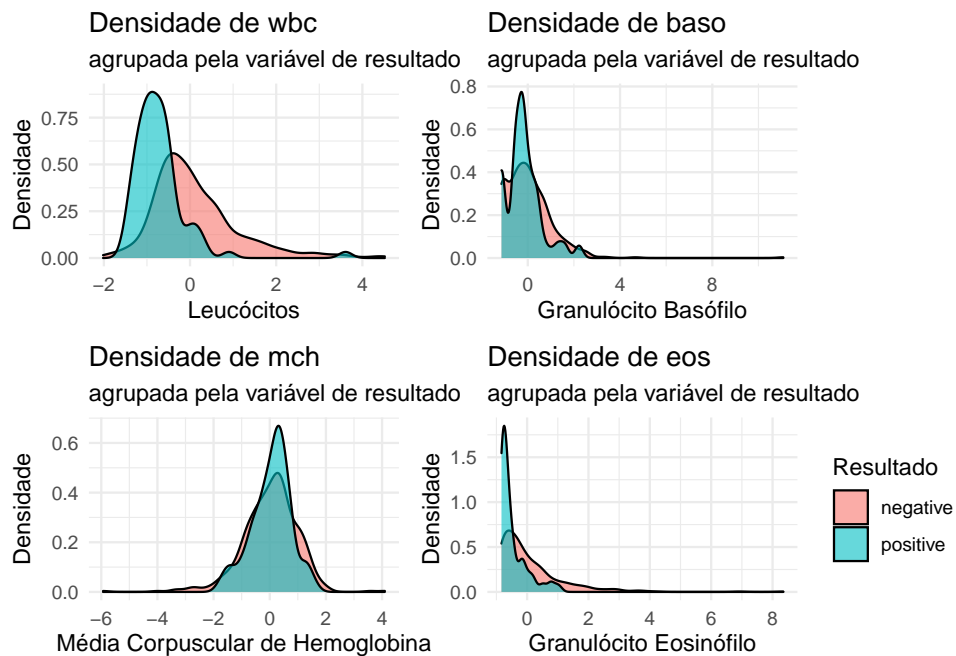 Densidade de wbc
agrupada pela variável de resultado
Densidade
0.75
0.50
0.25
0.00
−2
0
2
4
Leucócitos
Densidade de baso
agrupada pela variável de resultado
Densidade
0.8
0.6
0.4
0.2
0.0
0
4
8
Granulócito Basófilo
Densidade de mch
agrupada pela variável de resultado
Densidade
0.6
0.4
0.2
0.0
−6
−4
−2
0
2
4
Média Corpuscular de Hemoglobina
Densidade de eos
agrupada pela variável de resultado
Densidade
1.5
1.0
0.5
0.0
0
2
4
6
8
Granulócito Eosinófilo
Resultado
negative
positive